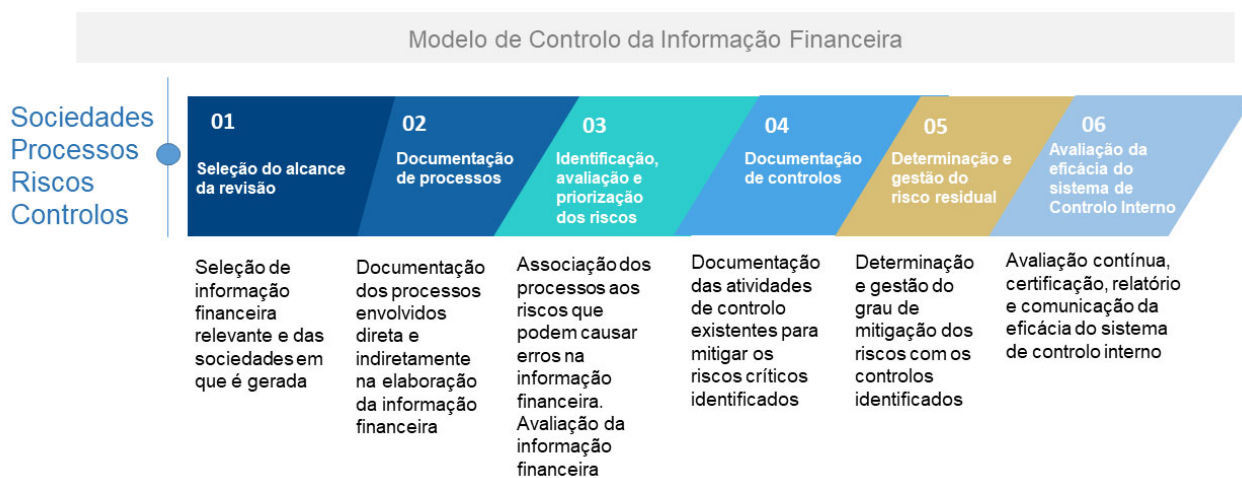 Modelo de Controlo da Informação Financeira
Sociedades
Processos
Riscos
Controlos
01
Seleção do alcance
da revisão
02
Documentação
de processos
03
Identificação,
avaliação e
priorização
dos riscos
04
Documentação
de controlos
05
Determinação e
gestão do
risco residual
06
Avaliação da
eficácia do
sistema de
Controlo Interno
Seleção de
informação
financeira
relevante e das
sociedades em
que é gerada
Documentação
dos processos
envolvidos
direta e
indiretamente
na elaboração
da informação
financeira
Associação dos
processos aos
riscos que
podem causar
erros na
informação
financeira.
Avaliação da
informação
financeira
Documentação
das atividades
de controlo
existentes para
mitigar os
riscos críticos
identificados
Determinação
e gestão do
grau de
mitigação dos
riscos com os
controlos
identificados
Avaliação contínua,
certificação, relatório
e comunicação da
eficácia do sistema
de controlo interno